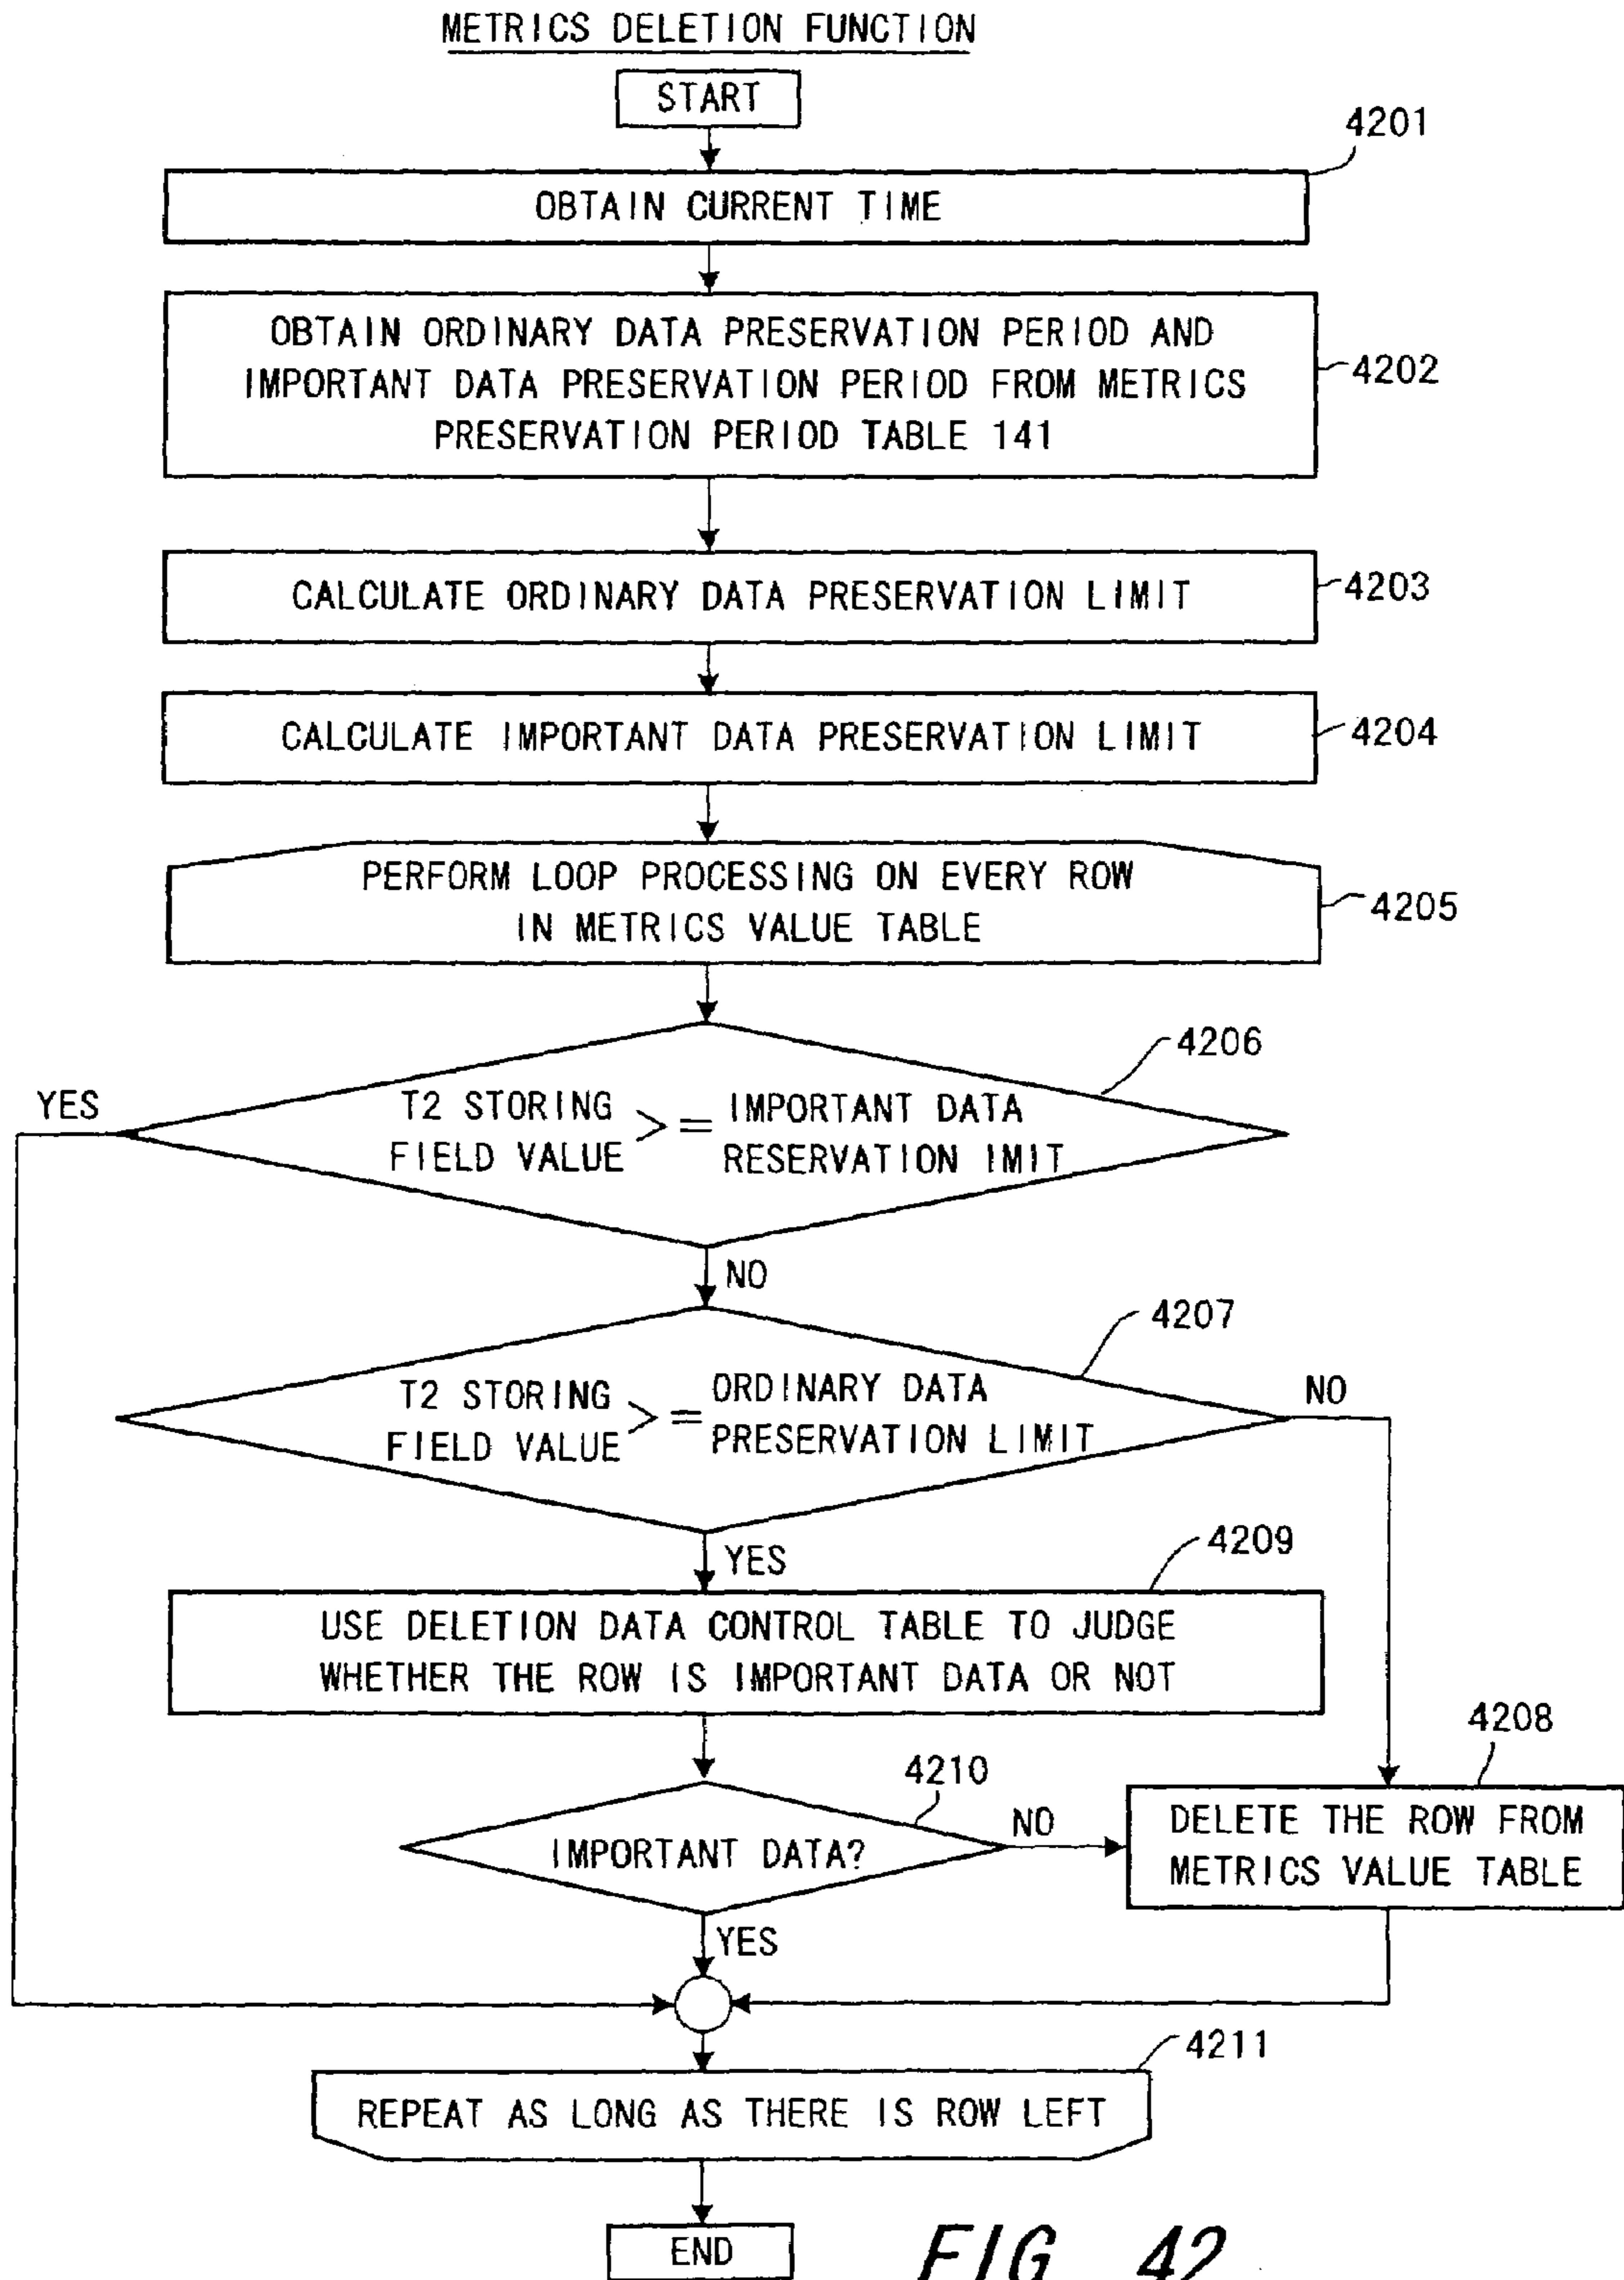 METRICS DELETION FUNCTION
START
4201
OBTAIN CURRENT TIME
OBTAIN ORDINARY DATA PRESERVATION PERIOD AND
IMPORTANT DATA PRESERVATION PERIOD FROM METRICS
PRESERVATION PERIOD TABLE 141
4202
CALCULATE ORDINARY DATA PRESERVATION LIMIT
4203
CALCULATE IMPORTANT DATA PRESERVATION LIMIT
4204
PERFORM LOOP PROCESSING ON EVERY ROW
IN METRICS VALUE TABLE
4205
4206
YES
T2 STORING
FIELD VALUE
>=
IMPORTANT DATA
RESERVATION IMIT
NO
4207
T2 STORING
FIELD VALUE
>=
ORDINARY DATA
PRESERVATION LIMIT
NO
YES
4209
USE DELETION DATA CONTROL TABLE TO JUDGE
WHETHER THE ROW IS IMPORTANT DATA OR NOT
4208
4210
IMPORTANT DATA?
NO
DELETE THE ROW FROM
METRICS VALUE TABLE
YES
4211
REPEAT AS LONG AS THERE IS ROW LEFT
END
FIG 42